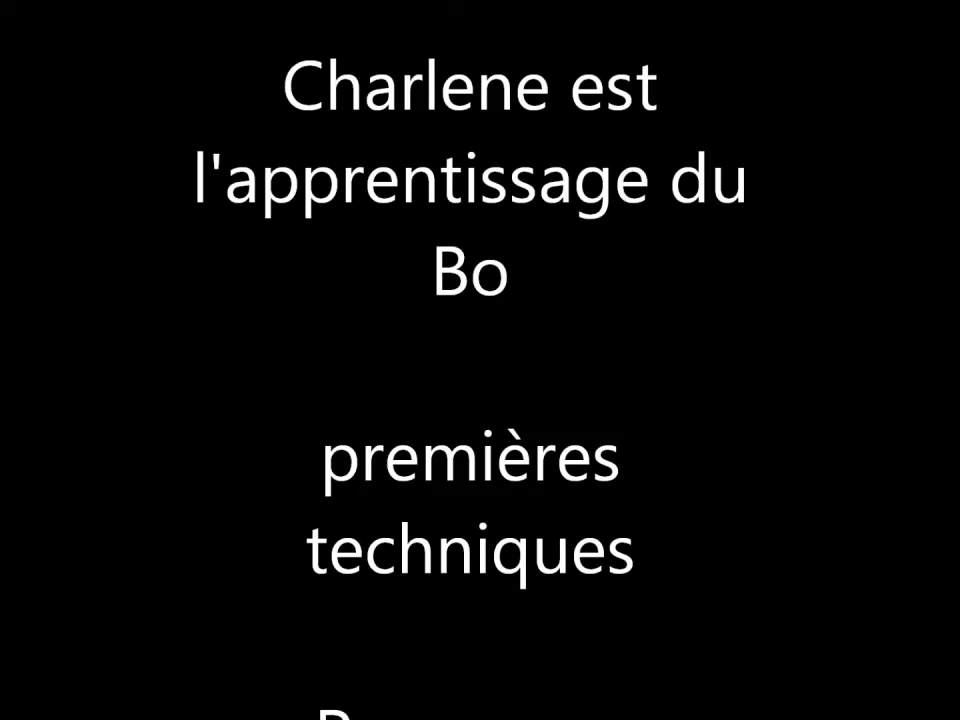 Charlene est
l'apprentissage du
Bo
premières
techniques